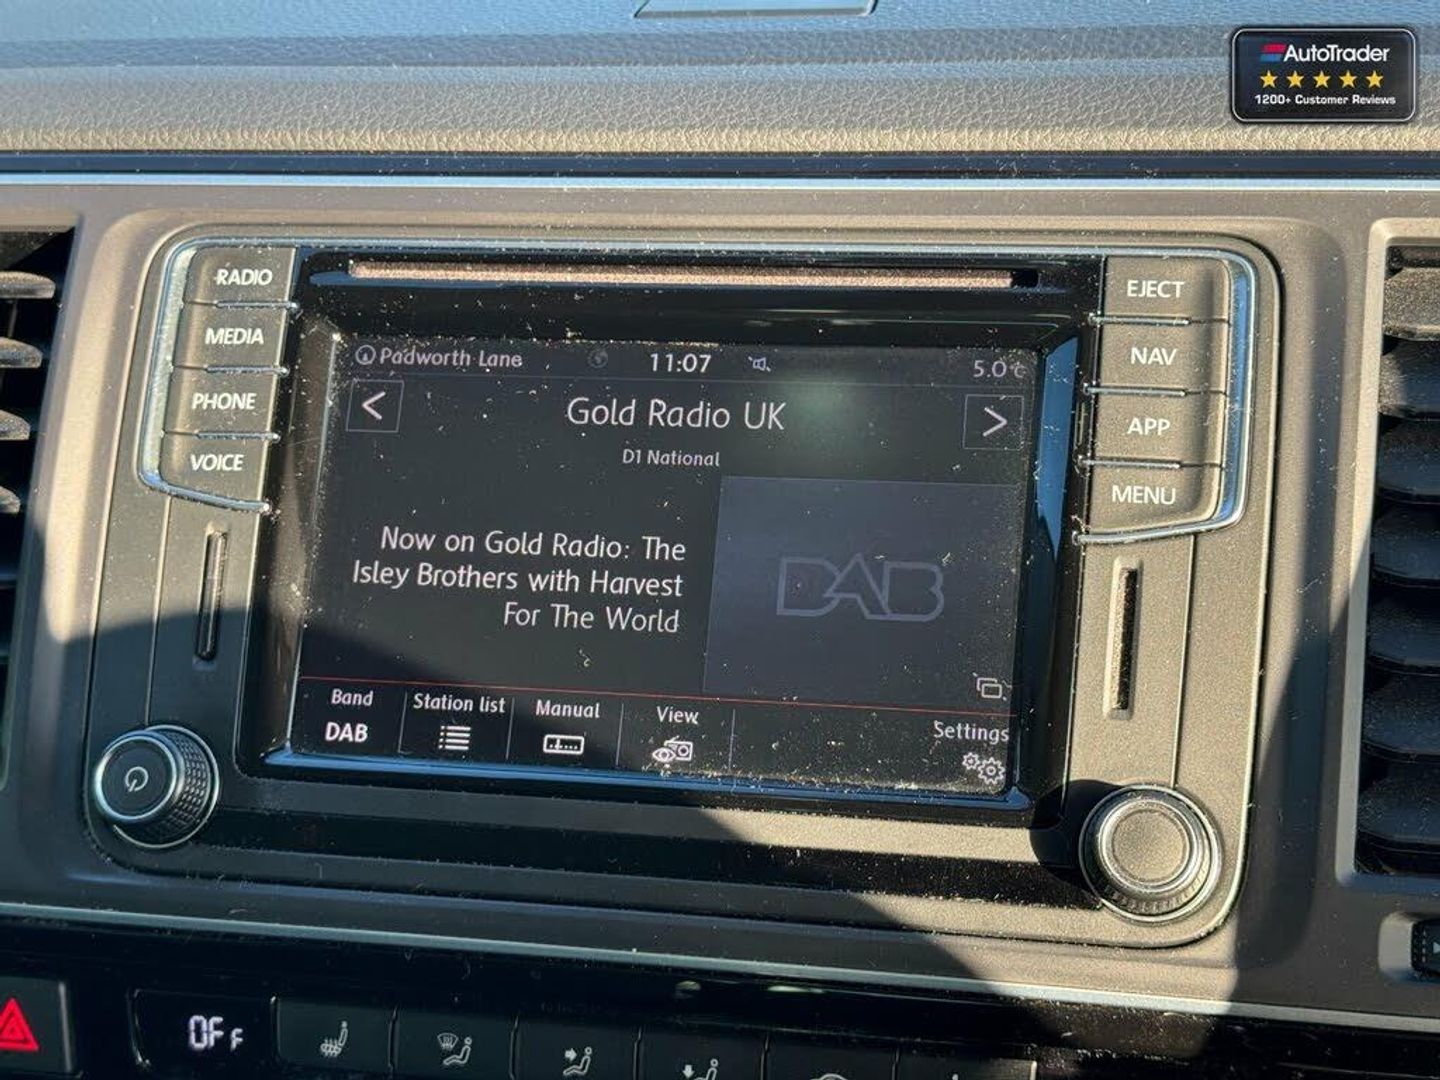 AutoTrader
1200+ Customer Reviews
RADIO
MEDIA
PHONE
VOICE
EJECT
NAV
APP
MENU
Padworth Lane 11:07 5.0°C
< Gold Radio UK >
D1 National
Now on Gold Radio: The
Isley Brothers with Harvest
For The World
DAB
Band Station list Manual View Settings
DAB
OFF